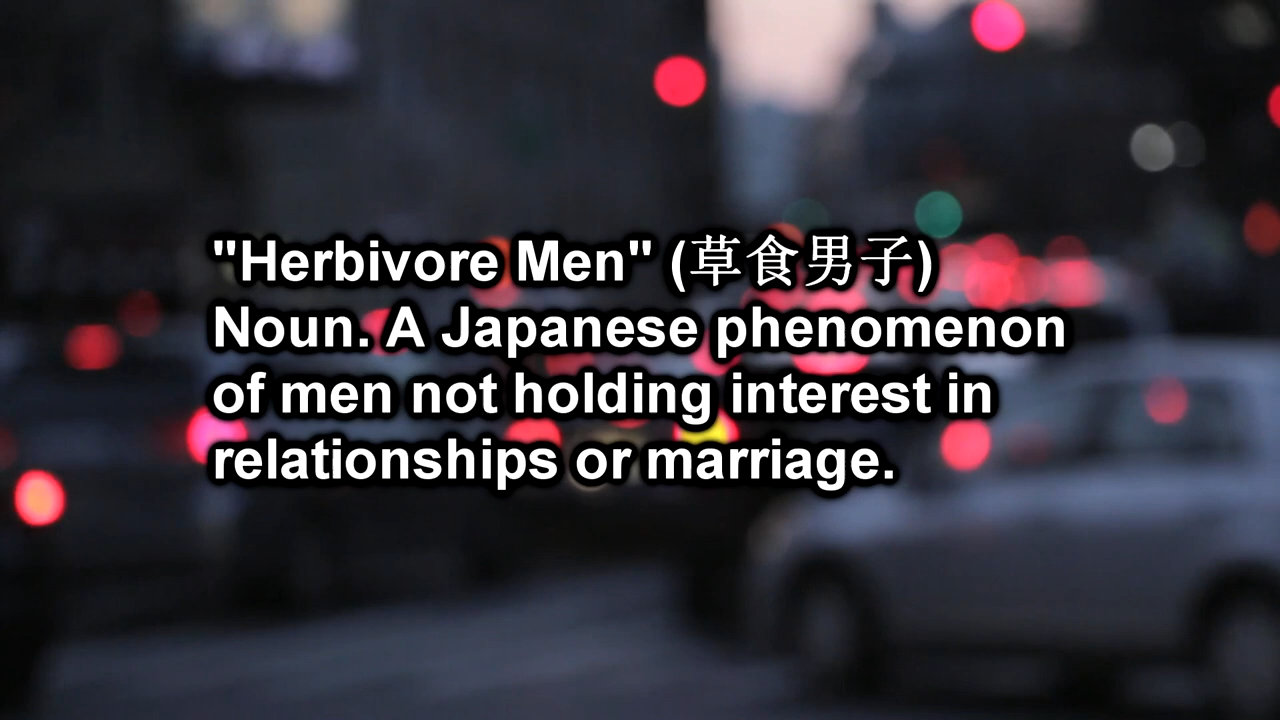 "Herbivore Men" (草食男子)
Noun. A Japanese phenomenon
of men not holding interest in
relationships or marriage.